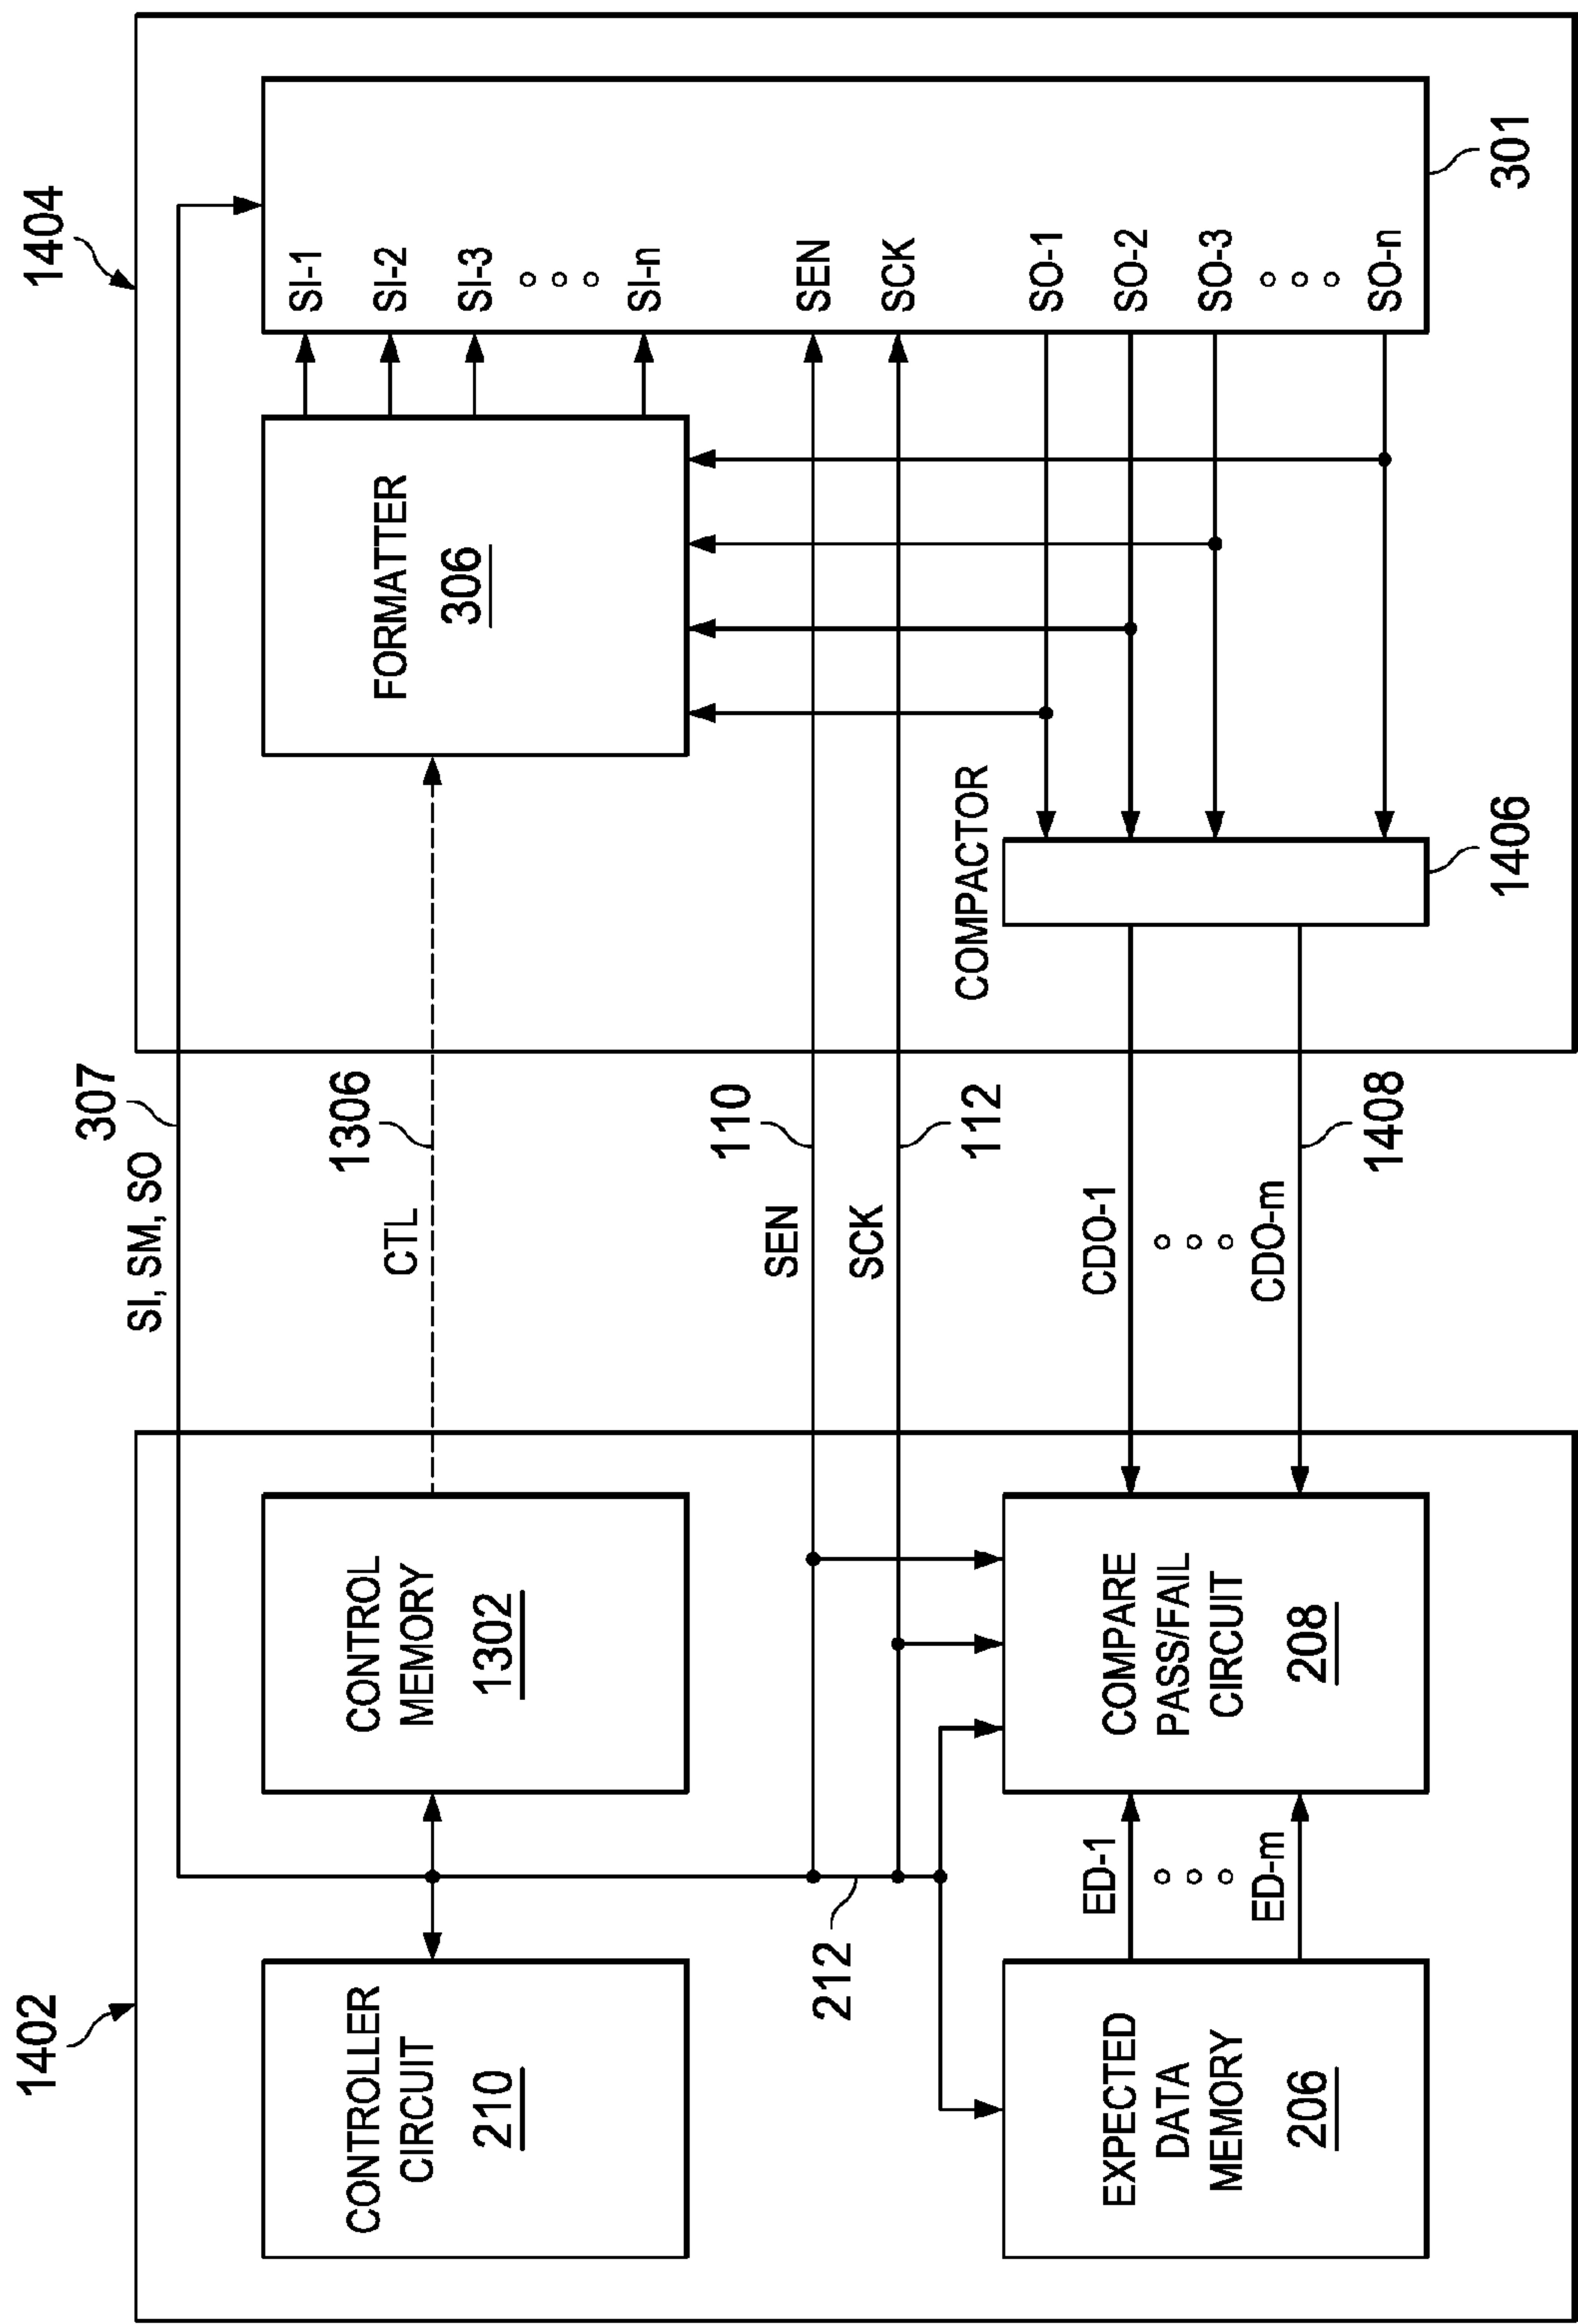 1402
1404
SI, SM, SO
307
CONTROLLER
CIRCUIT
210
CONTROL
MEMORY
1302
CTL
1306
FORMATTER
306
SI-1
SI-2
SI-3
SI-n
SEN
SCK
SO-1
SO-2
SO-3
SO-n
301
SEN
110
SCK
112
212
EXPECTED
DATA
MEMORY
206
ED-1
ED-m
COMPARE
PASS/FAIL
CIRCUIT
208
CDO-1
CDO-m
1408
COMPACTOR
1406